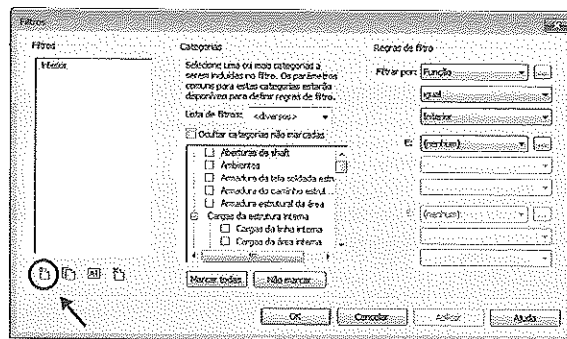 Filtros
Filtros
Interior
Categorias
Selecione uma ou mais categorias a
serem incluídas no filtro. Os parâmetros
comuns para estas categorias estarão
disponíveis para definir regras de filtro.
Lista de filtros: <diversos>
Ocultar categorias não marcadas
Aberturas de shaft
Ambientes
Armadura da tela soldada estru
Armadura do caminho estrut
Armadura estrutural da área
Cargas da estrutura interna
Cargas da linha interna
Cargas da área interna
Marcar todas
Não marcar
Regras de filtro
Filtrar por: Função
igual
Interior
E: (nenhum)
E: (nenhum)
OK
Cancelar
Aplicar
Ajuda